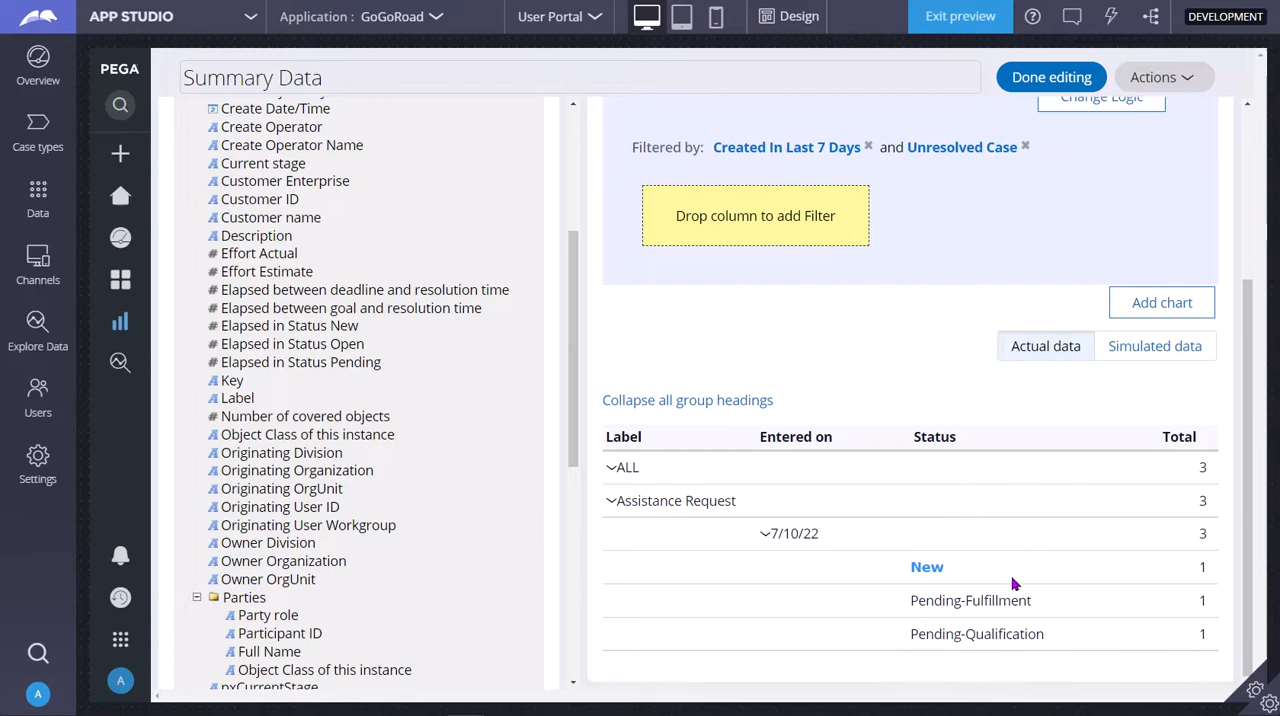 APP STUDIO
Application : GoGoRoad
User Portal
Design
Exit preview
DEVELOPMENT
Overview
Case types
Data
Channels
Explore Data
Users
Settings
A
PEGA
A
Summary Data
Done editing
Actions
Create Date/Time
Create Operator
Create Operator Name
Current stage
Customer Enterprise
Customer ID
Customer name
Description
# Effort Actual
# Effort Estimate
# Elapsed between deadline and resolution time
# Elapsed between goal and resolution time
# Elapsed in Status New
# Elapsed in Status Open
# Elapsed in Status Pending
Key
Label
# Number of covered objects
Object Class of this instance
Originating Division
Originating Organization
Originating OrgUnit
Originating User ID
Originating User Workgroup
Owner Division
Owner Organization
Owner OrgUnit
Parties
Party role
Participant ID
Full Name
Object Class of this instance
pxCurrentStage
Change Logic
Filtered by: Created In Last 7 Days and Unresolved Case
Drop column to add Filter
Add chart
Actual data Simulated data
Collapse all group headings
Label Entered on Status Total
ALL 3
Assistance Request 3
7/10/22 3
New 1
Pending-Fulfillment 1
Pending-Qualification 1